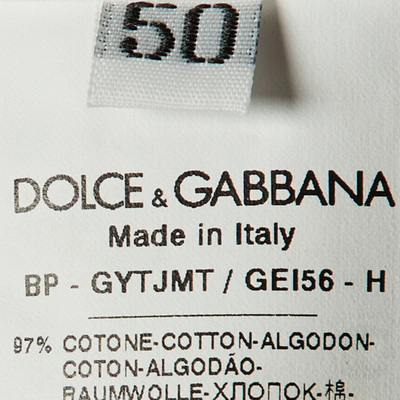 50
DOLCE & GABBANA
Made in Italy
BP - GYTJMT / GEI56 - H
97% COTONE-COTTON-ALGODON-
COTON-ALGODÃO-
BAUMWOLLE-ХЛОПОК-棉-